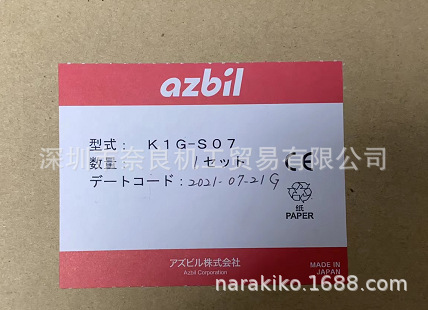 azbil
型式： K1G-S07
深圳市奈良机工贸易有限公司
数量： 1セット
デートコード：2021-07-21G
CE
紙
PAPER
アズビル株式会社
Azbil Corporation
MADE IN
JAPAN
narakiko.1688.com